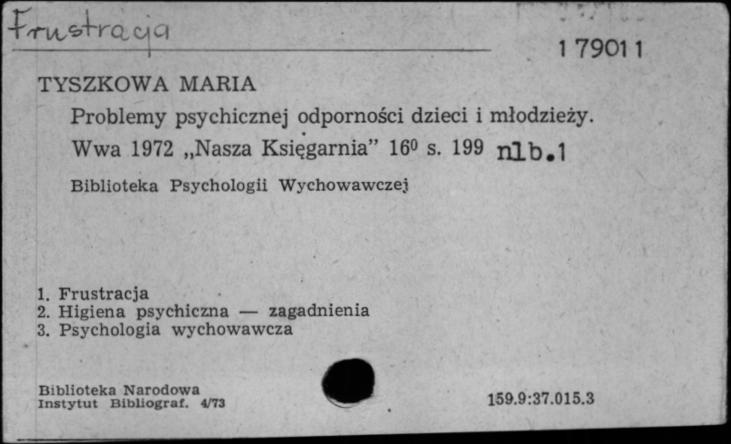 Frustracja
179011
TYSZKOWA MARIA
Problemy psychicznej odporności dzieci i młodzieży.
Wwa 1972 „Nasza Księgarnia” 16⁰ s. 199 nlb.1
Biblioteka Psychologii Wychowawczej
1. Frustracja
2. Higiena psychiczna — zagadnienia
3. Psychologia wychowawcza
Biblioteka Narodowa
Instytut Bibliograf. 4/73
159.9:37.015.3